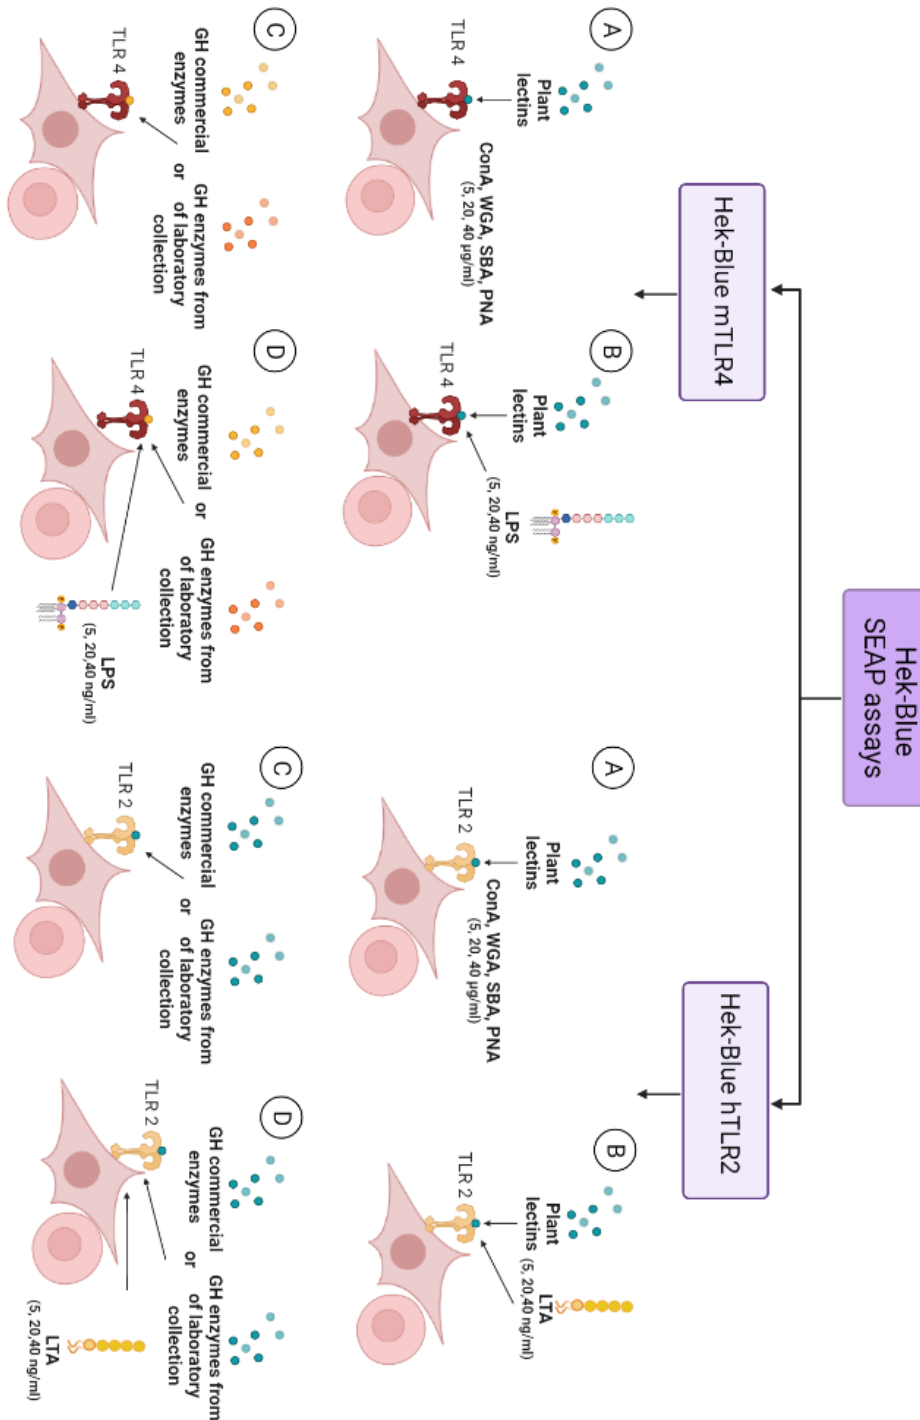 Hek-Blue
SEAP assays
Hek-Blue mTLR4
Hek-Blue hTLR2
A
Plant
lectins
ConA, WGA, SBA, PNA
(5, 20, 40 µg/ml)
B
Plant
lectins
TLR 4
LPS
(5, 20,40 ng/ml)
A
Plant
lectins
TLR 2
ConA, WGA, SBA, PNA
(5, 20, 40 µg/ml)
B
Plant
lectins
TLR 2
LTA
(5, 20,40 ng/ml)
C
GH commercial
enzymes
or
GH enzymes from
of laboratory
collection
TLR 4
D
GH commercial
enzymes
or
GH enzymes from
of laboratory
collection
TLR 4
LPS
(5, 20,40 ng/ml)
C
GH commercial
enzymes
or
GH enzymes from
of laboratory
collection
TLR 2
D
GH commercial
enzymes
or
GH enzymes from
of laboratory
collection
TLR 2
LTA
(5, 20,40 ng/ml)
TLR 4